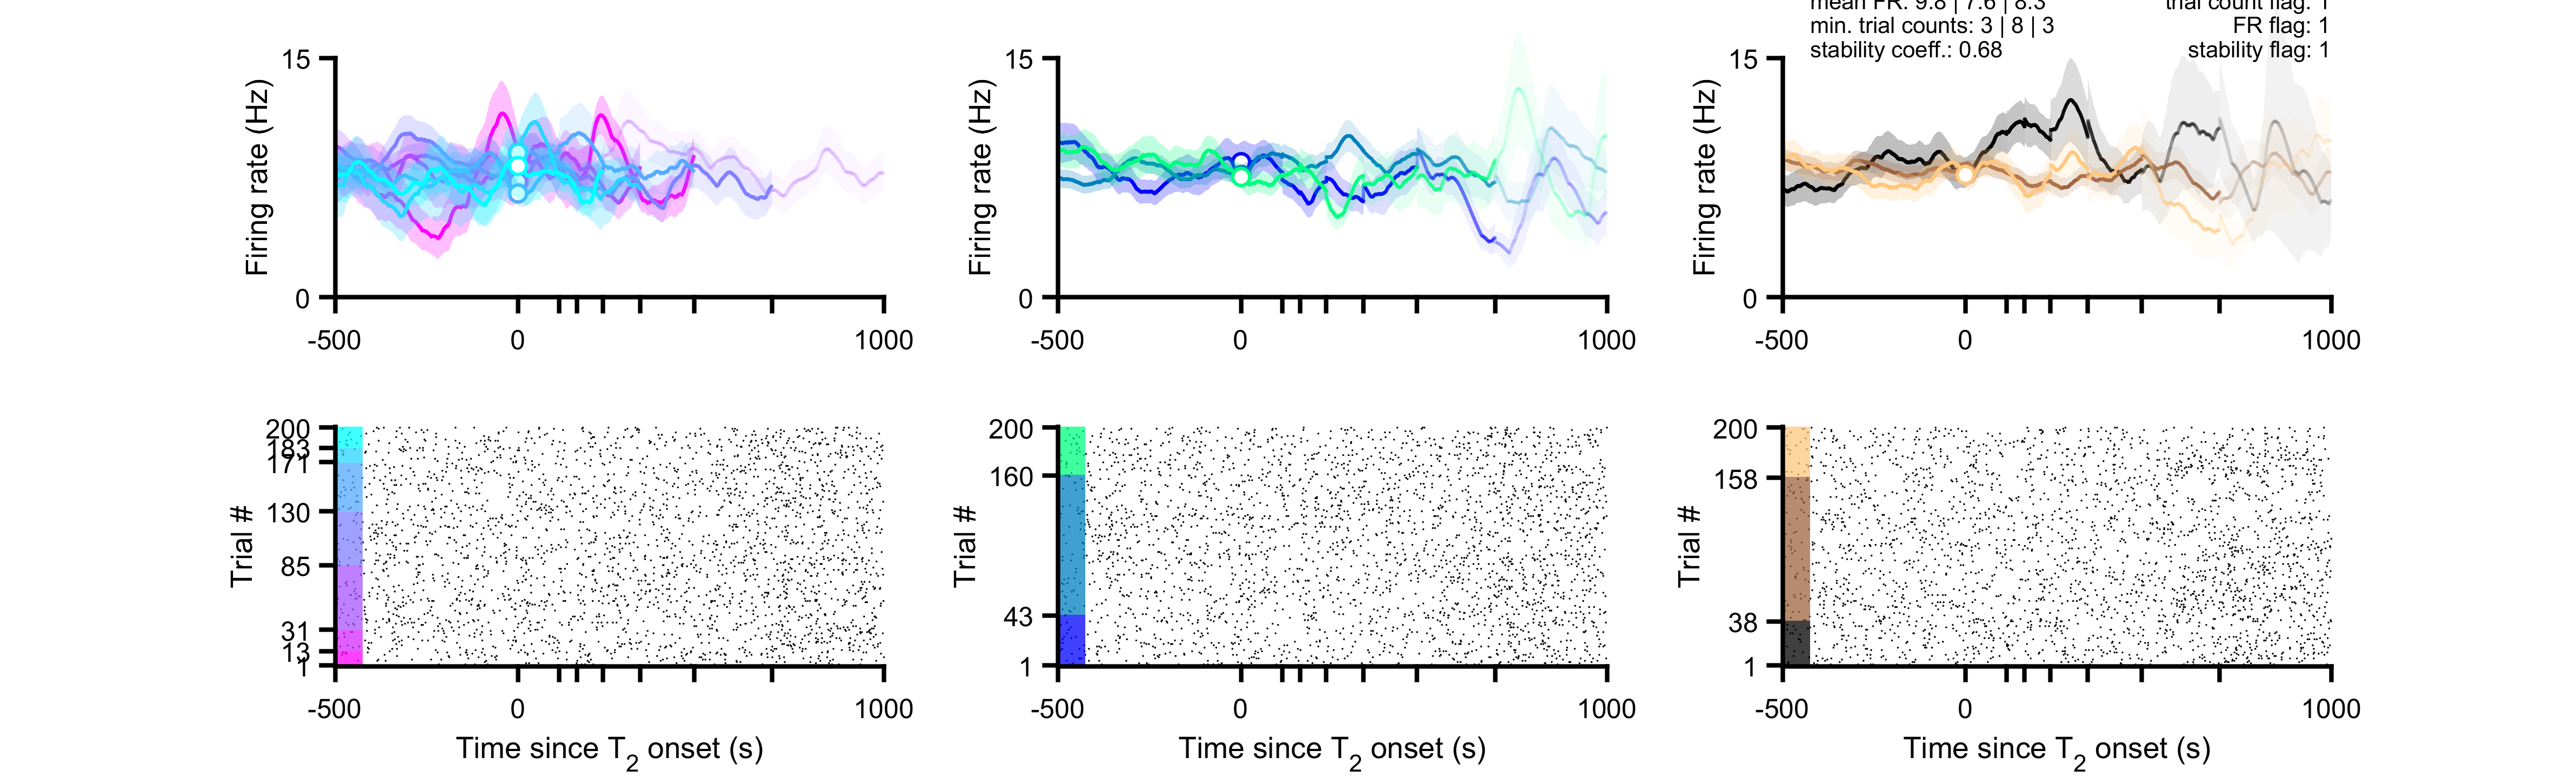 mean FR: 9.8 | 7.6 | 8.3 trial count flag: 1
min. trial counts: 3 | 8 | 3 FR flag: 1
stability coeff.: 0.68 stability flag: 1
15 15 15
Firing rate (Hz) Firing rate (Hz) Firing rate (Hz)
0 0 0
-500 0 1000 -500 0 1000 -500 0 1000
200 200 200
183
171 160 158
130
Trial # Trial # Trial #
85
31 43 38
13
1 1 1
-500 0 1000 -500 0 1000 -500 0 1000
Time since T2 onset (s) Time since T2 onset (s) Time since T2 onset (s)